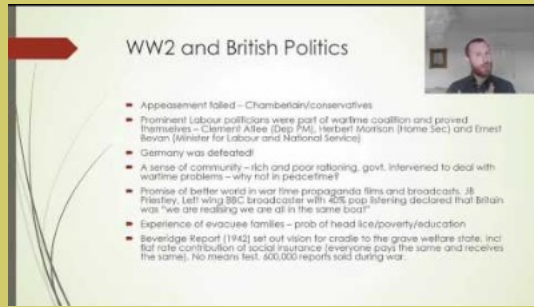 WW2 and British Politics
Appeasement failed – Chamberlain/conservatives
Prominent Labour politicians were part of wartime coalition and proved
themselves – Clement Atlee (Dep PM), Herbert Morrison (Home Sec) and Ernest
Bevan (Minister for Labour and National Service)
Germany was defeated!
A sense of community – rich and poor rationing, govt. intervened to deal with
wartime problems – why not in peacetime?
Promise of better world in war time propaganda films and broadcasts. JB
Priestley, Left wing BBC broadcaster with 40% pop listening declared that Britain
was "we are realising we are all in the same boat"
Experience of evacuee families – prob of head lice/poverty/education
Beveridge Report (1942) set out vision for cradle to the grave welfare state, incl
flat rate contribution of social insurance (everyone pays the same and receives
the same). No means test. 600,000 reports sold during war.